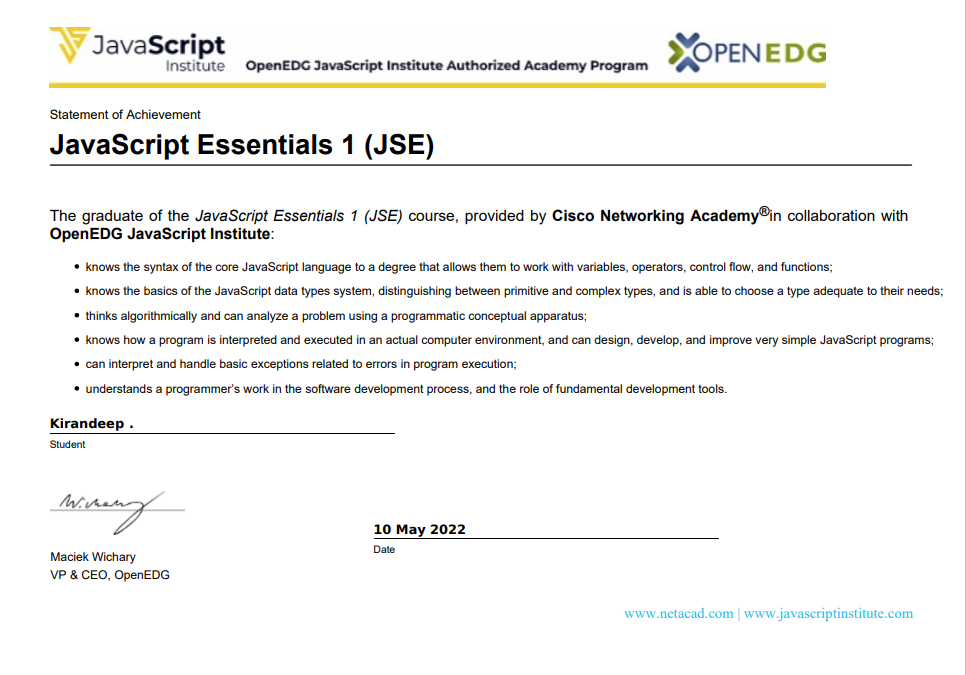 JavaScript
Institute
OpenEDG JavaScript Institute Authorized Academy Program
OPENEDG
Statement of Achievement
JavaScript Essentials 1 (JSE)
The graduate of the JavaScript Essentials 1 (JSE) course, provided by Cisco Networking Academy®in collaboration with
OpenEDG JavaScript Institute:
• knows the syntax of the core JavaScript language to a degree that allows them to work with variables, operators, control flow, and functions;
• knows the basics of the JavaScript data types system, distinguishing between primitive and complex types, and is able to choose a type adequate to their needs;
• thinks algorithmically and can analyze a problem using a programmatic conceptual apparatus;
• knows how a program is interpreted and executed in an actual computer environment, and can design, develop, and improve very simple JavaScript programs;
• can interpret and handle basic exceptions related to errors in program execution;
• understands a programmer's work in the software development process, and the role of fundamental development tools.
Kirandeep .
Student
W.Wichary
10 May 2022
Date
Maciek Wichary
VP & CEO, OpenEDG
www.netacad.com | www.javascriptinstitute.com